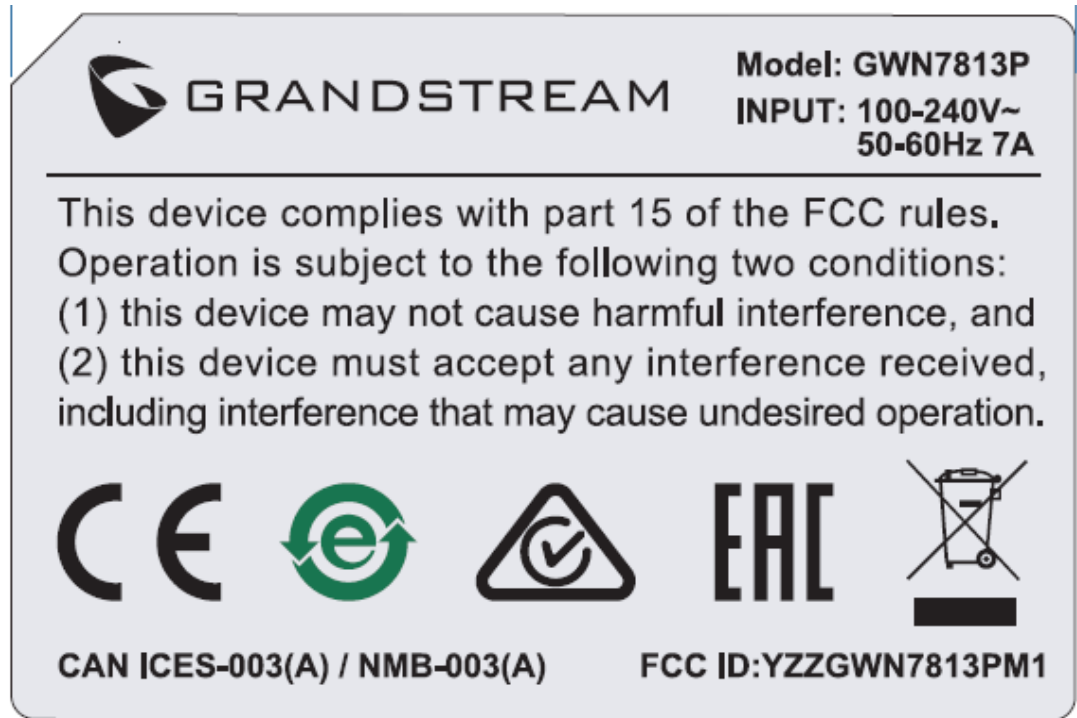 GRANDSTREAM
Model: GWN7813P
INPUT: 100-240V~
50-60Hz 7A
This device complies with part 15 of the FCC rules.
Operation is subject to the following two conditions:
(1) this device may not cause harmful interference, and
(2) this device must accept any interference received,
including interference that may cause undesired operation.
CE e EAC
CAN ICES-003(A) / NMB-003(A) FCC ID:YZZGWN7813PM1